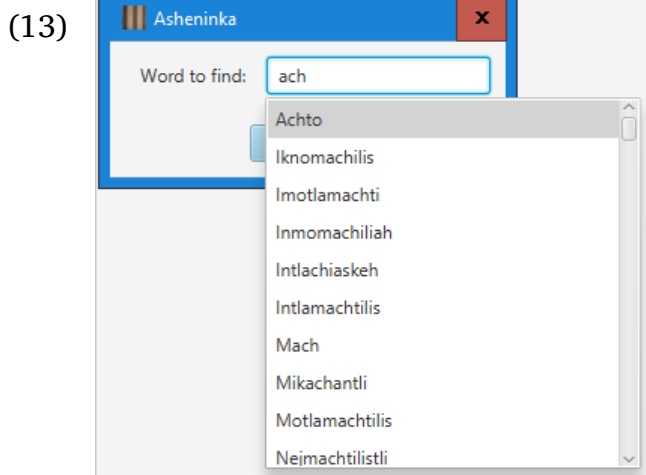 (13)
Asheninka
x
Word to find: ach
Achto
Iknomachilis
Imotlamachti
Inmomachiliah
Intlachiaskeh
Intlamachtilis
Mach
Mikachantli
Motlamachtilis
Nejmachtilistli